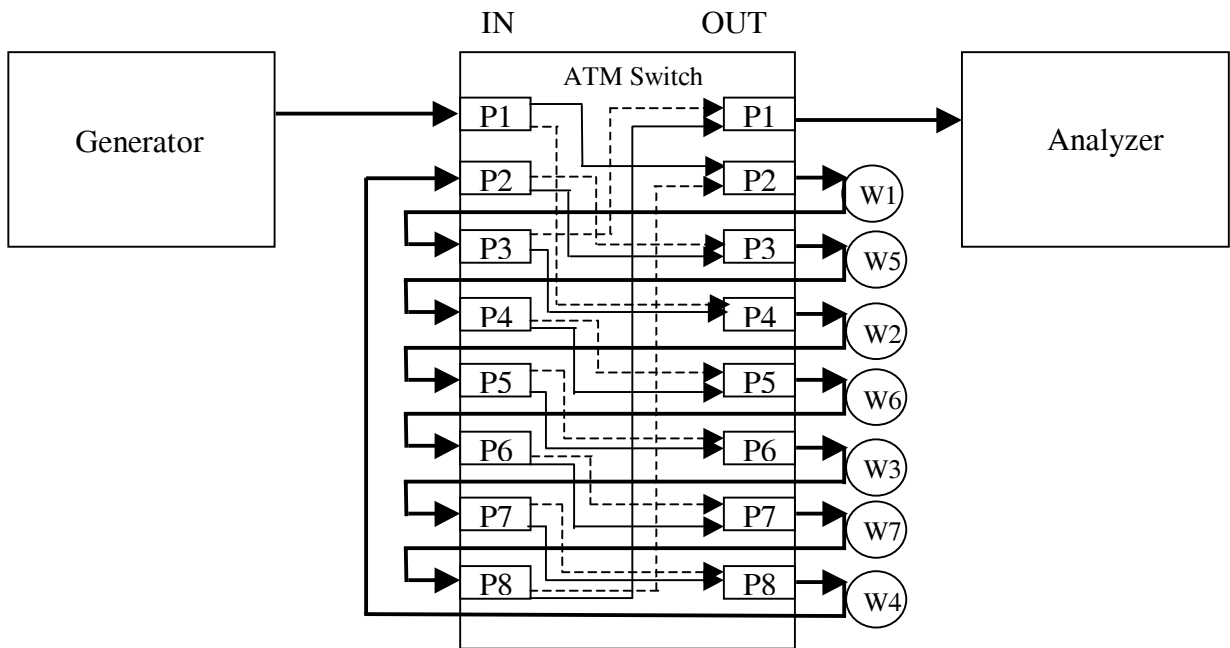 IN OUT
ATM Switch
Generator
Analyzer
P1 P1
P2 P2
W1
P3 P3
W5
P4 P4
W2
P5 P5
W6
P6 P6
W3
P7 P7
W7
P8 P8
W4